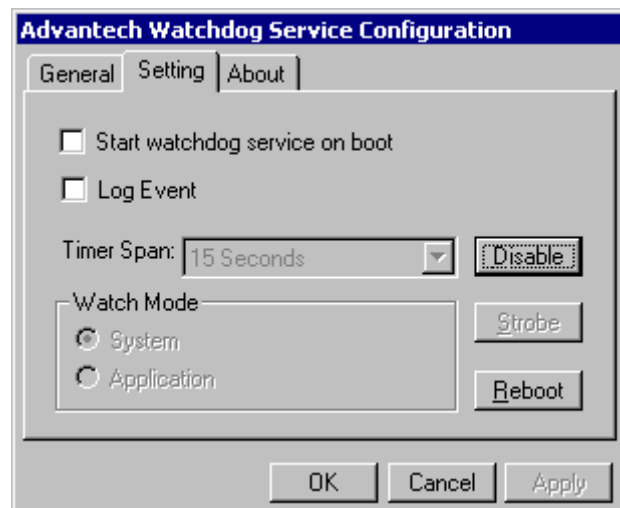 Advantech Watchdog Service Configuration
General Setting About
Start watchdog service on boot
Log Event
Timer Span: 15 Seconds Disable
Watch Mode
System
Strobe
Application
Reboot
OK Cancel Apply